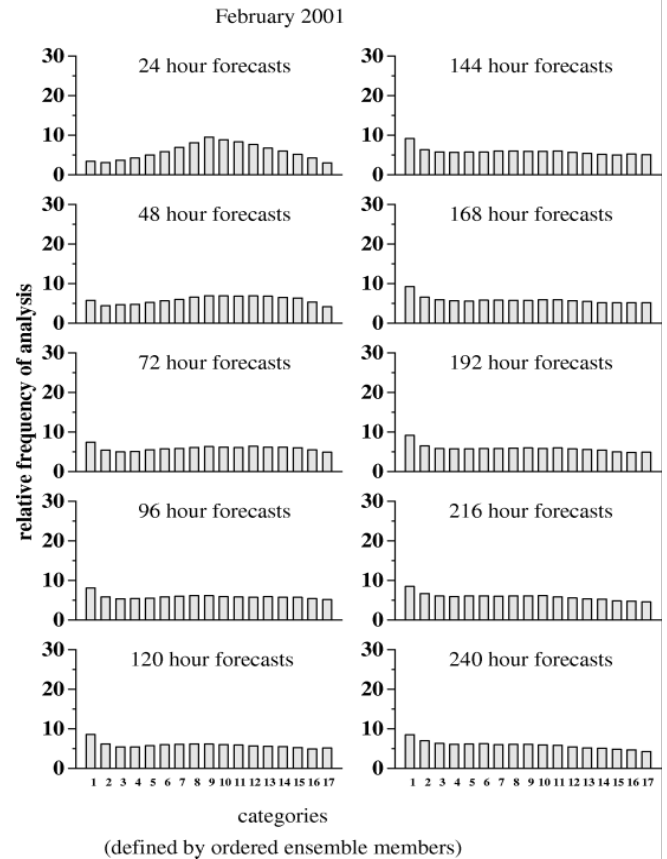 February 2001
24 hour forecasts
30
20
10
0
144 hour forecasts
30
20
10
0
48 hour forecasts
30
20
10
0
168 hour forecasts
30
20
10
0
relative frequency of analysis
72 hour forecasts
30
20
10
0
192 hour forecasts
30
20
10
0
96 hour forecasts
30
20
10
0
216 hour forecasts
30
20
10
0
120 hour forecasts
30
20
10
0
240 hour forecasts
30
20
10
0
1 2 3 4 5 6 7 8 9 10 11 12 13 14 15 16 17
1 2 3 4 5 6 7 8 9 10 11 12 13 14 15 16 17
categories
(defined by ordered ensemble members)